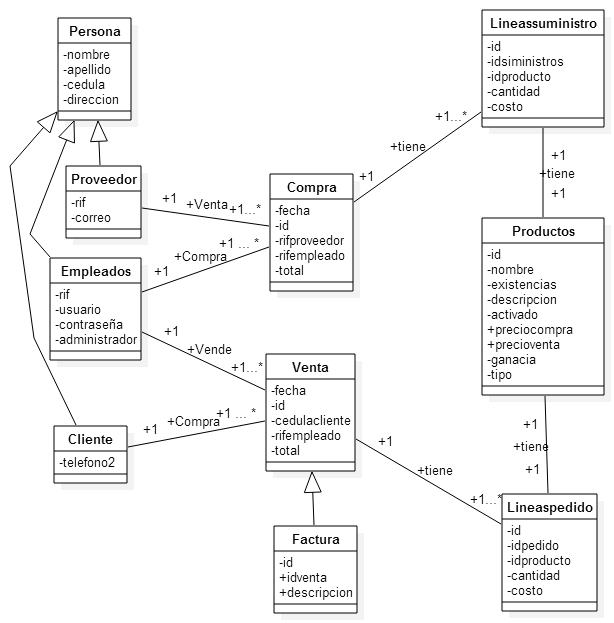 Persona
-nombre
-apellido
-cedula
-direccion
Proveedor
-rif
-correo
Empleados
-rif
-usuario
-contraseña
-administrador
Cliente
-telefono2
Compra
-fecha
-id
-rifproveedor
-rifempleado
-total
Venta
-fecha
-id
-cedulacliente
-rifempleado
-total
Factura
-id
+idventa
+descripcion
Lineassuministro
-id
-idsiministros
-idproducto
-cantidad
-costo
Productos
-id
-nombre
-existencias
-descripcion
-activado
+preciocompra
+precioventa
-ganacia
-tipo
Lineaspedido
-id
-idpedido
-idproducto
-cantidad
-costo
+1
+Venta
+1...*
+1
+Compra
+1 ... *
+1
+Vende
+1...*
+1
+Compra
+1 ... *
+1
+tiene
+1...*
+1
+tiene
+1
+1
+tiene
+1
+1
+tiene
+1...*